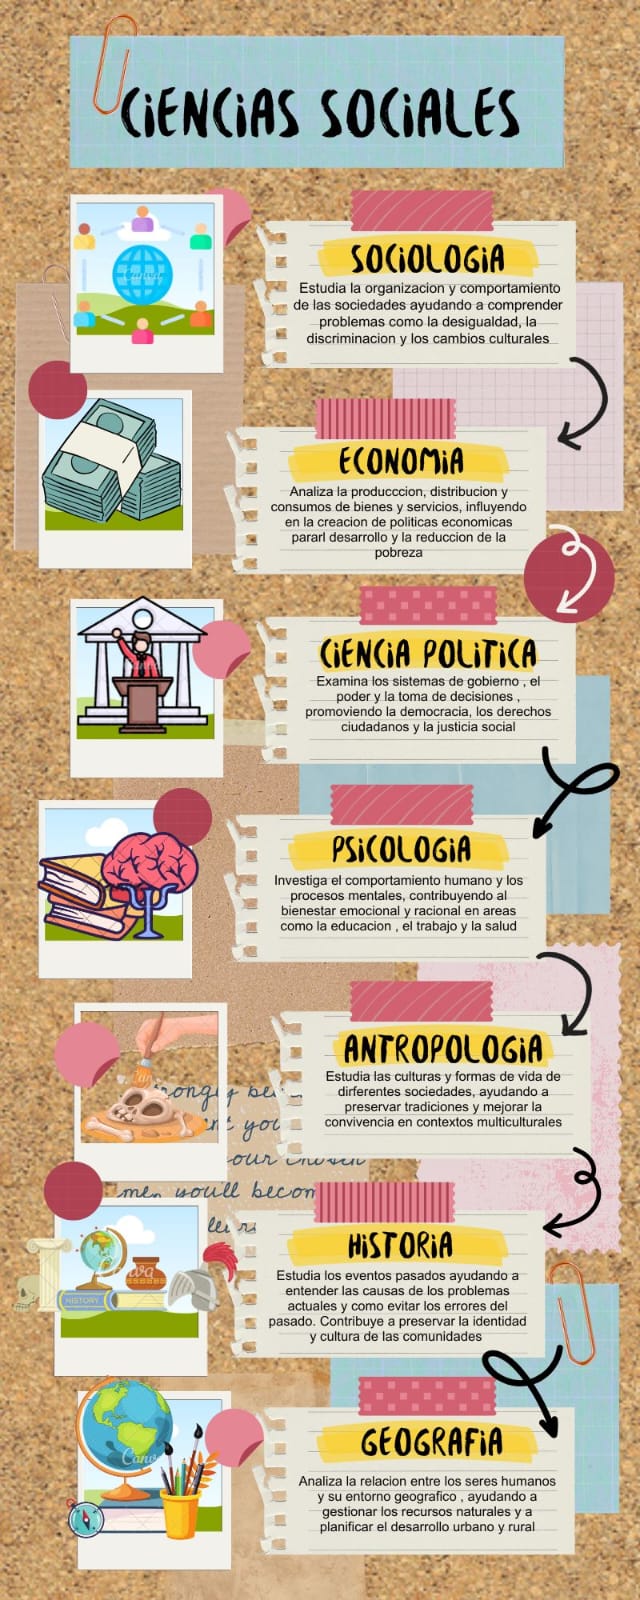 CIENCIAS SOCIALES
SOCIOLOGIA
Estudia la organizacion y comportamiento
de las sociedades ayudando a comprender
problemas como la desigualdad, la
discriminacion y los cambios culturales
ECONOMIA
Analiza la producccion, distribucion y
consumos de bienes y servicios, influyendo
en la creacion de politicas economicas
pararl desarrollo y la reduccion de la
pobreza
CIENCIA POLITICA
Examina los sistemas de gobierno , el
poder y la toma de decisiones ,
promoviendo la democracia, los derechos
ciudadanos y la justicia social
PSICOLOGIA
Investiga el comportamiento humano y los
procesos mentales, contribuyendo al
bienestar emocional y racional en areas
como la educacion , el trabajo y la salud
ANTROPOLOGIA
Estudia las culturas y formas de vida de
diferentes sociedades, ayudando a
preservar tradiciones y mejorar la
convivencia en contextos multiculturales
you'll becom
HISTORIA
HISTORY
Estudia los eventos pasados ayudando a
entender las causas de los problemas
actuales y como evitar los errores del
pasado. Contribuye a preservar la identidad
y cultura de las comunidades
GEOGRAFIA
Canva
Analiza la relacion entre los seres humanos
y su entorno geografico , ayudando a
gestionar los recursos naturales y a
planificar el desarrollo urbano y rural